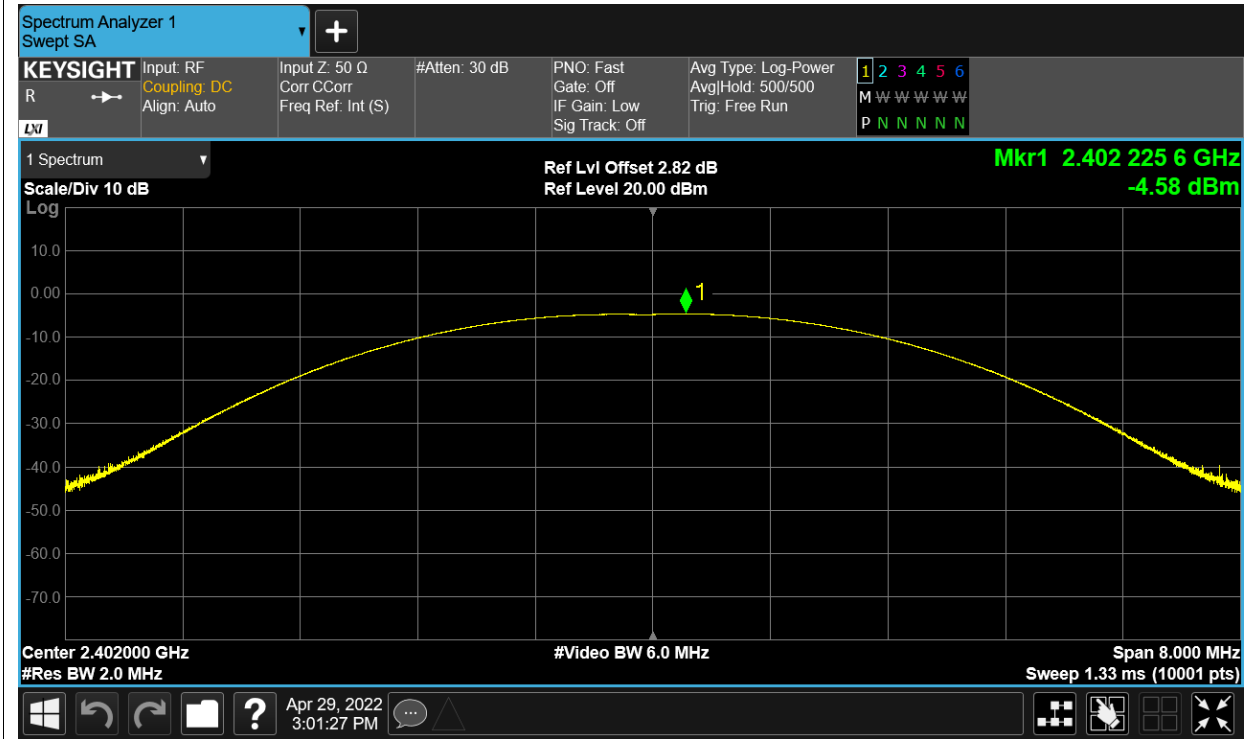 Spectrum Analyzer 1
Swept SA
KEYSIGHT
R
LXI
Input: RF
Coupling: DC
Align: Auto
Input Z: 50 Ω
Corr CCorr
Freq Ref: Int (S)
#Atten: 30 dB
PNO: Fast
Gate: Off
IF Gain: Low
Sig Track: Off
Avg Type: Log-Power
Avg|Hold: 500/500
Trig: Free Run
1 2 3 4 5 6
M W W W W W
P N N N N N
1 Spectrum
Scale/Div 10 dB
Log
Ref Lvl Offset 2.82 dB
Ref Level 20.00 dBm
Mkr1 2.402 225 6 GHz
-4.58 dBm
1
10.0
0.00
-10.0
-20.0
-30.0
-40.0
-50.0
-60.0
-70.0
Center 2.402000 GHz
#Res BW 2.0 MHz
#Video BW 6.0 MHz
Span 8.000 MHz
Sweep 1.33 ms (10001 pts)
?
Apr 29, 2022
3:01:27 PM